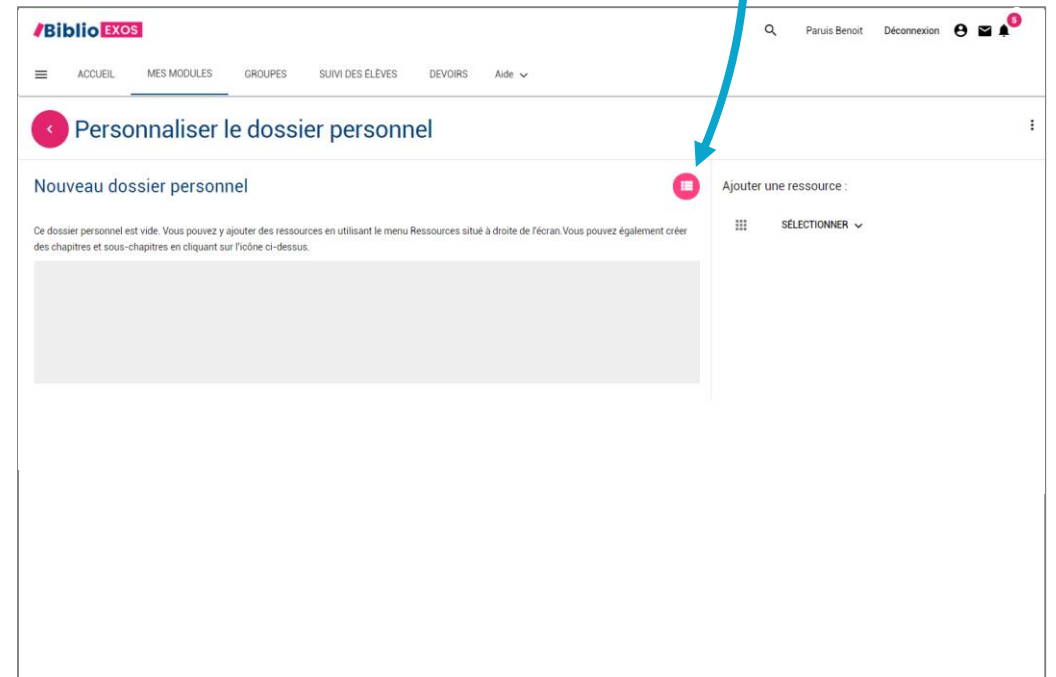 /Biblio EXOS
Paruis Benoit Déconnexion 5
ACCUEIL MES MODULES GROUPES SUIVI DES ÉLÈVES DEVOIRS Aide
Personnaliser le dossier personnel
Nouveau dossier personnel
Ajouter une ressource :
SÉLECTIONNER
Ce dossier personnel est vide. Vous pouvez y ajouter des ressources en utilisant le menu Ressources situé à droite de l'écran.Vous pouvez également créer
des chapitres et sous-chapitres en cliquant sur l'icône ci-dessus.